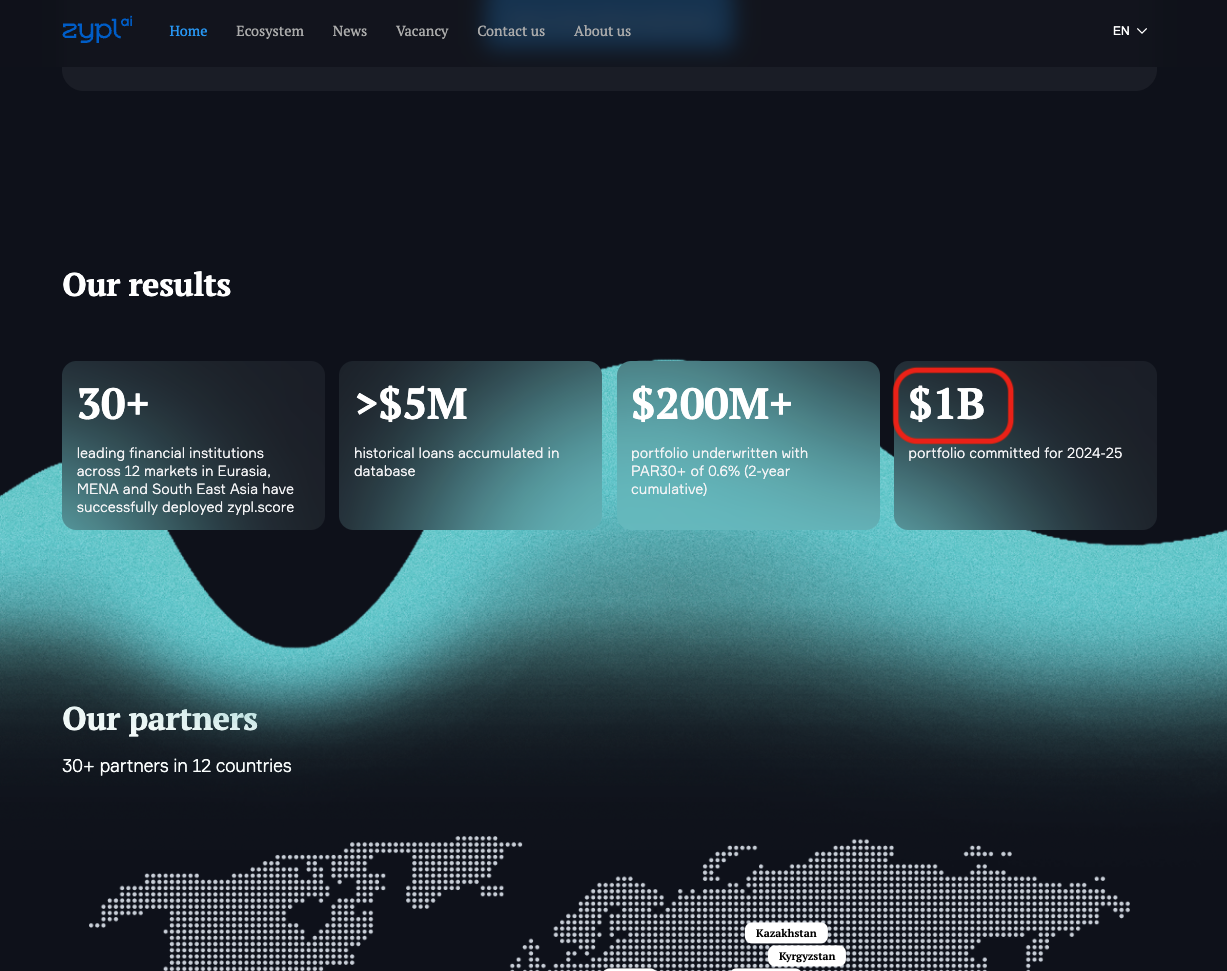 zypl ai
Home
Ecosystem
News
Vacancy
Contact us
About us
EN
Our results
30+
leading financial institutions
across 12 markets in Eurasia,
MENA and South East Asia have
successfully deployed zypl.score
>$5M
historical loans accumulated in
database
$200M+
portfolio underwritten with
PAR30+ of 0.6% (2-year
cumulative)
$1B
portfolio committed for 2024-25
Our partners
30+ partners in 12 countries
Kazakhstan
Kyrgyzstan